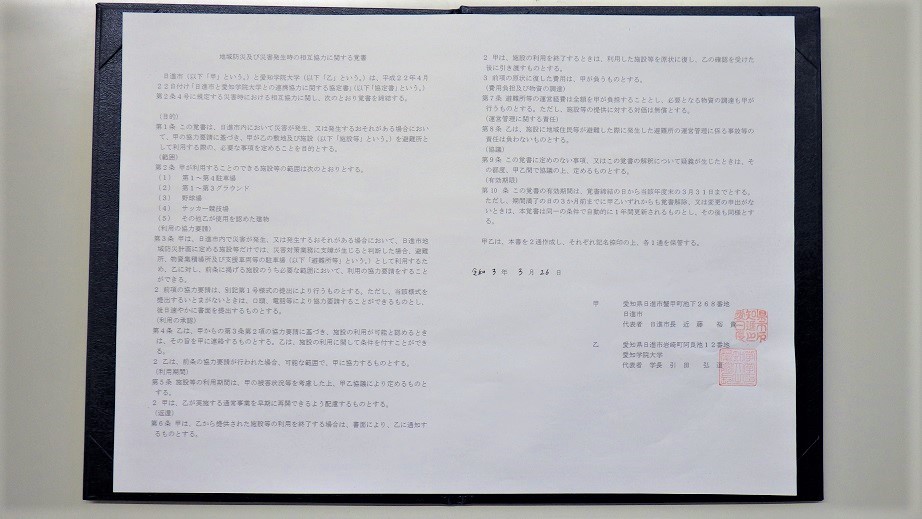 地域防災及び災害発生時の相互協力に関する覚書
日進市（以下「甲」という。）と愛知学院大学（以下「乙」という。）は、平成２２年４月
２２日付け「日進市と愛知学院大学との連携協力に関する協定書」（以下「協定書」という。）
第２条４号に規定する災害時における相互協力に関し、次のとおり覚書を締結する。
（目的）
第１条 この覚書は、日進市内において災害が発生、又は発生するおそれがある場合におい
て、甲の協力要請に基づき、甲が乙の敷地及び施設（以下「施設等」という。）を避難所と
して利用する際の、必要な事項を定めることを目的とする。
（範囲）
第２条 甲が利用することのできる施設等の範囲は次のとおりとする。
（１） 第１～第４駐車場
（２） 第１～第３グラウンド
（３） 野球場
（４） サッカー競技場
（５） その他乙が使用を認めた建物
（利用の協力要請）
第３条 甲は、日進市内で災害が発生、又は発生するおそれがある場合において、日進市地
域防災計画に定める施設等だけでは、災害対策業務に支障が生じると判断した場合、避難
所、物資集積場所及び支援車両等の駐車場（以下「避難所等」という。）として利用するた
め、乙に対し、前条に掲げる施設のうち必要な範囲において、利用の協力要請をすること
ができる。
２ 前項の協力要請は、別記第１号様式の提出により行うものとする。ただし、当該様式を
提出するいとまがないときは、口頭、電話等により協力要請することができるものとし、
後日速やかに書面を提出するものとする。
（利用の承諾）
第４条 乙は、甲からの第３条第２項の協力要請に基づき、施設の利用が可能と認めるとき
は、その旨を甲に連絡するものとする。乙は、施設の利用に関して条件を付すことができ
る。
２ 乙は、前条の協力要請が行われた場合、可能な範囲で、甲に協力するものとする。
（利用期間）
第５条 施設等の利用期間は、甲の被害状況等を考慮した上、甲乙協議により定めるものと
する。
２ 甲は、乙が実施する通常事業を早期に再開できるよう配慮するものとする。
（返還）
第６条 甲は、乙から提供された施設等の利用を終了する場合は、書面により、乙に通知す
るものとする。
２ 甲は、施設の利用を終了するときは、利用した施設等を原状に復し、乙の確認を受けた
後に引き渡すものとする。
３ 前項の原状に復した費用は、甲が負うものとする。
（費用負担及び物資の調達）
第７条 避難所等の運営経費は全額を甲が負担することとし、必要となる物資の調達も甲が
行うものとする。ただし、施設等の提供に対する対価は無償とする。
（運営管理に関する責任）
第８条 乙は、施設に地域住民等が避難した際に発生した避難所の運営管理に係る事故等の
責任は負わないものとする。
（協議）
第９条 この覚書に定めのない事項、又はこの覚書の解釈について疑義が生じたときは、そ
の都度、甲乙間で協議の上、定めるものとする。
（有効期限）
第１０条 この覚書の有効期間は、覚書締結の日から当該年度末の３月３１日までとする。
ただし、期間満了の日の３か月前までに甲乙いずれからも覚書解除、又は変更の申出がな
いときは、本覚書は同一の条件で自動的に１年間更新されるものとし、その後も同様とす
る。
甲乙は、本書を２通作成し、それぞれ記名押印の上、各１通を保管する。
令和 3 年 3 月 26 日
甲 愛知県日進市蟹甲町池下２６８番地
日進市
代表者 日進市長 近藤 裕貴
乙 愛知県日進市岩崎町阿良池１２番地
愛知学院大学
代表者 学長 引田 弘道